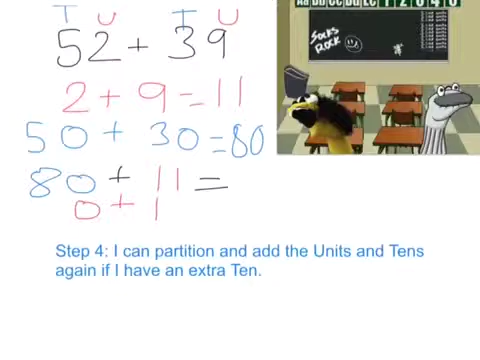 T U T U
52 + 39
2 + 9 = 11
50 + 30 = 80
80 + 11 =
0 + 1
Step 4: I can partition and add the Units and Tens
again if I have an extra Ten.
SOCKS
ROCK